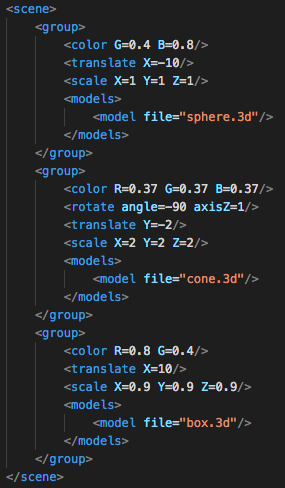 <scene>
    <group>
        <color G=0.4 B=0.8/>
        <translate X=-10/>
        <scale X=1 Y=1 Z=1/>
        <models>
            <model file="sphere.3d"/>
        </models>
    </group>
    <group>
        <color R=0.37 G=0.37 B=0.37/>
        <rotate angle=-90 axisZ=1/>
        <translate Y=-2/>
        <scale X=2 Y=2 Z=2/>
        <models>
            <model file="cone.3d"/>
        </models>
    </group>
    <group>
        <color R=0.8 G=0.4/>
        <translate X=10/>
        <scale X=0.9 Y=0.9 Z=0.9/>
        <models>
            <model file="box.3d"/>
        </models>
    </group>
</scene>